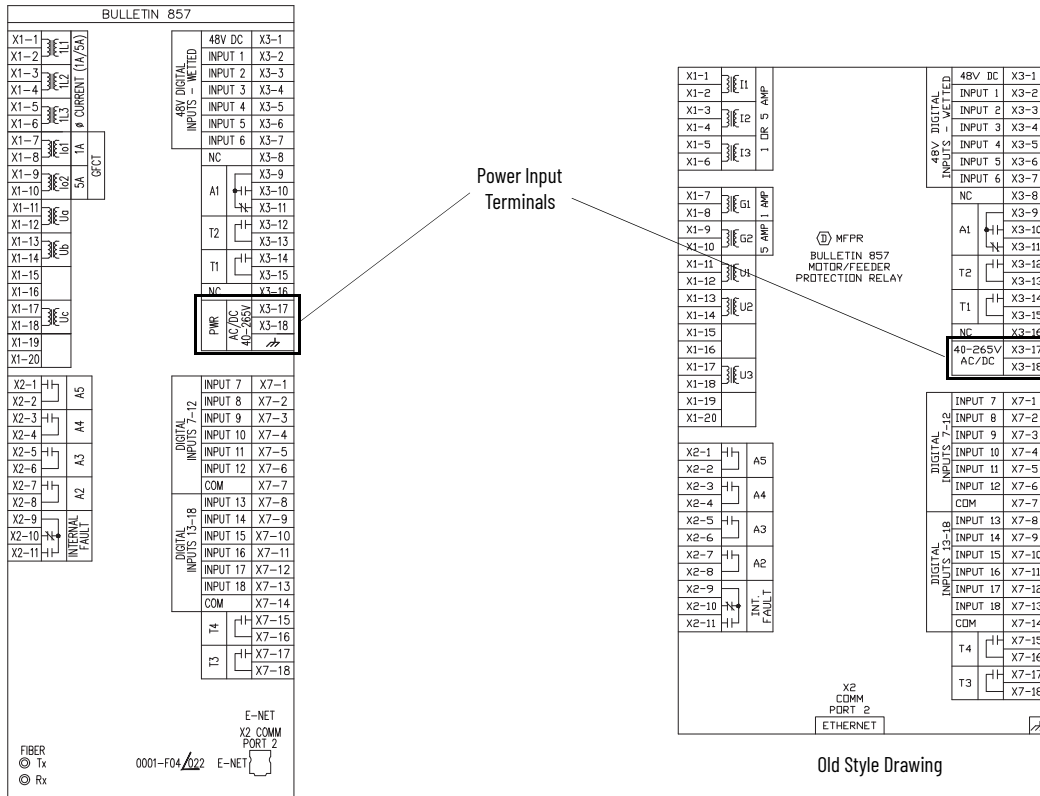 BULLETIN 857
X1-1
X1-2
1L1
X1-3
X1-4
1L2
X1-5
X1-6
1L3
ø CURRENT (1A/5A)
X1-7
X1-8
Io1
1A
X1-9
X1-10
Io2
5A
GFCT
X1-11
X1-12
Ua
X1-13
X1-14
Ub
X1-15
X1-16
X1-17
X1-18
Uc
X1-19
X1-20
X2-1
X2-2
A5
X2-3
X2-4
A4
X2-5
X2-6
A3
X2-7
X2-8
A2
X2-9
X2-10
X2-11
INTERNAL
FAULT
48V DIGITAL
INPUTS - WETTED
48V DC X3-1
INPUT 1 X3-2
INPUT 2 X3-3
INPUT 3 X3-4
INPUT 4 X3-5
INPUT 5 X3-6
INPUT 6 X3-7
NC X3-8
X3-9
A1 X3-10
X3-11
T2 X3-12
X3-13
T1 X3-14
X3-15
NC X3-16
PWR
AC/DC
40-265V
X3-17
X3-18
DIGITAL
INPUTS 7-12
INPUT 7 X7-1
INPUT 8 X7-2
INPUT 9 X7-3
INPUT 10 X7-4
INPUT 11 X7-5
INPUT 12 X7-6
COM X7-7
DIGITAL
INPUTS 13-18
INPUT 13 X7-8
INPUT 14 X7-9
INPUT 15 X7-10
INPUT 16 X7-11
INPUT 17 X7-12
INPUT 18 X7-13
COM X7-14
T4 X7-15
X7-16
T3 X7-17
X7-18
E-NET
X2 COMM
PORT 2
FIBER
Tx
Rx
0001-F04/022 E-NET
Power Input
Terminals
X1-1
X1-2
I1
X1-3
X1-4
I2
X1-5
X1-6
I3
1 OR 5 AMP
X1-7
X1-8
G1
1 AMP
X1-9
X1-10
G2
5 AMP
X1-11
X1-12
U1
X1-13
X1-14
U2
X1-15
X1-16
X1-17
X1-18
U3
X1-19
X1-20
X2-1
X2-2
A5
X2-3
X2-4
A4
X2-5
X2-6
A3
X2-7
X2-8
A2
X2-9
X2-10
X2-11
INT.
FAULT
D MFPR
BULLETIN 857
MOTOR/FEEDER
PROTECTION RELAY
48V DIGITAL
INPUTS - WETTED
48V DC X3-1
INPUT 1 X3-2
INPUT 2 X3-3
INPUT 3 X3-4
INPUT 4 X3-5
INPUT 5 X3-6
INPUT 6 X3-7
NC X3-8
X3-9
A1 X3-10
X3-11
T2 X3-12
X3-13
T1 X3-14
X3-15
NC X3-16
40-265V X3-17
AC/DC X3-18
DIGITAL
INPUTS 7-12
INPUT 7 X7-1
INPUT 8 X7-2
INPUT 9 X7-3
INPUT 10 X7-4
INPUT 11 X7-5
INPUT 12 X7-6
COM X7-7
DIGITAL
INPUTS 13-18
INPUT 13 X7-8
INPUT 14 X7-9
INPUT 15 X7-10
INPUT 16 X7-11
INPUT 17 X7-12
INPUT 18 X7-13
COM X7-14
T4 X7-15
X7-16
T3 X7-17
X7-18
X2
COMM
PORT 2
ETHERNET
Old Style Drawing